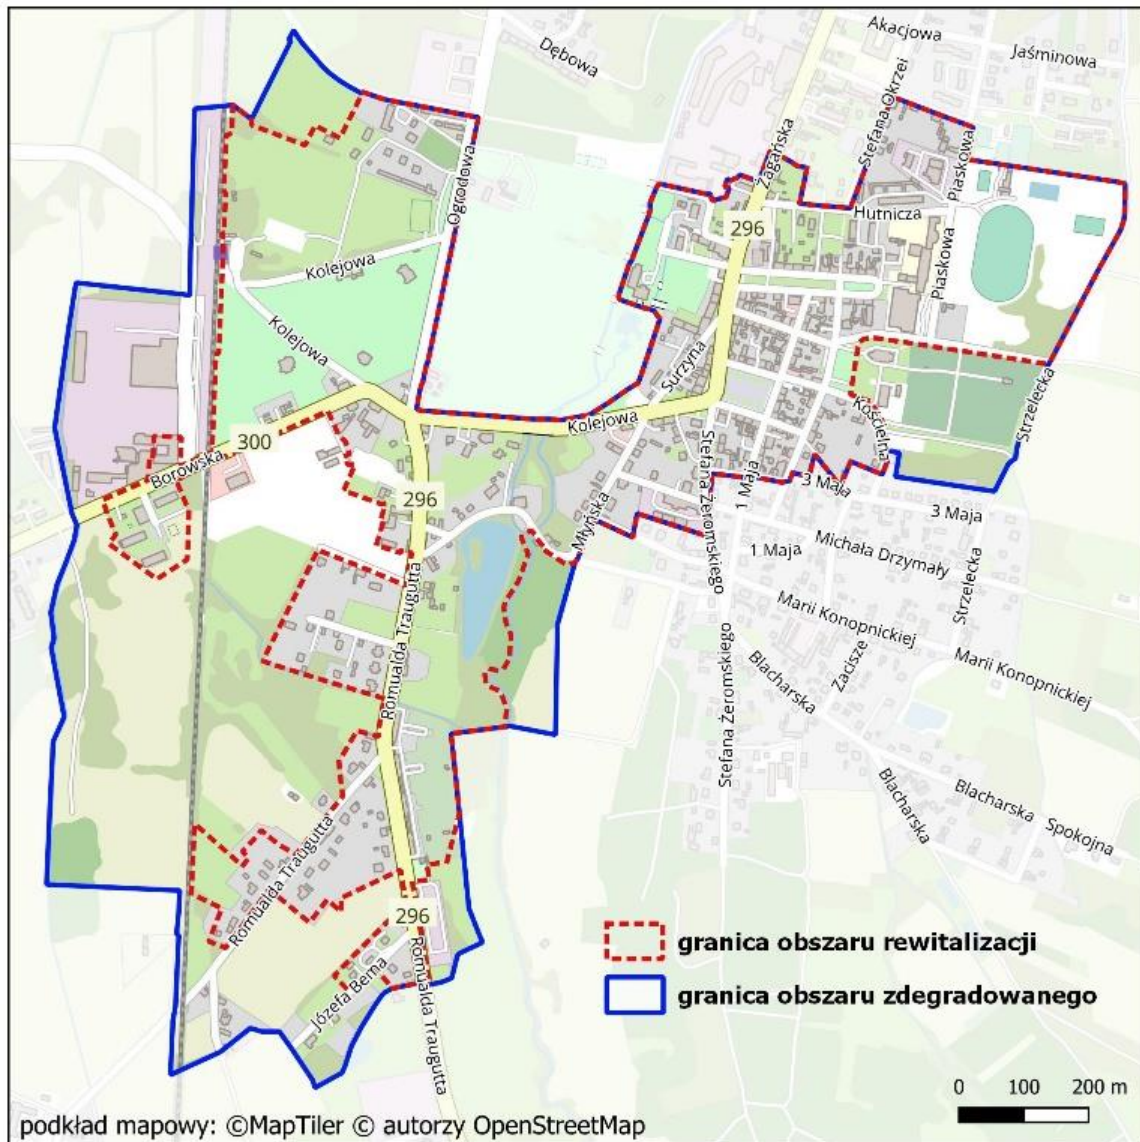 Akacjowa
Jaśminowa
Dębowa
Stefana Okrzei
Żagańska
Piaskowa
Ogrodowa
Hutnicza
296
Kolejowa
Piaskowa
Kolejowa
Surzyna
Strzelecka
Kościelna
Kolejowa
300
Borowska
Stefana Żeromskiego
1 Maja
3 Maja
296
3 Maja
Młyńska
1 Maja
Michała Drzymały
Strzelecka
Romualda Traugutta
Marii Konopnickiej
Zacisze
Marii Konopnickiej
Blacharska
Stefana Żeromskiego
Blacharska
Blacharska
Spokojna
Romualda Traugutta
296
Józefa Bema
Romualda Traugutta
granica obszaru rewitalizacji
granica obszaru zdegradowanego
0 100 200 m
podkład mapowy: ©MapTiler © autorzy OpenStreetMap